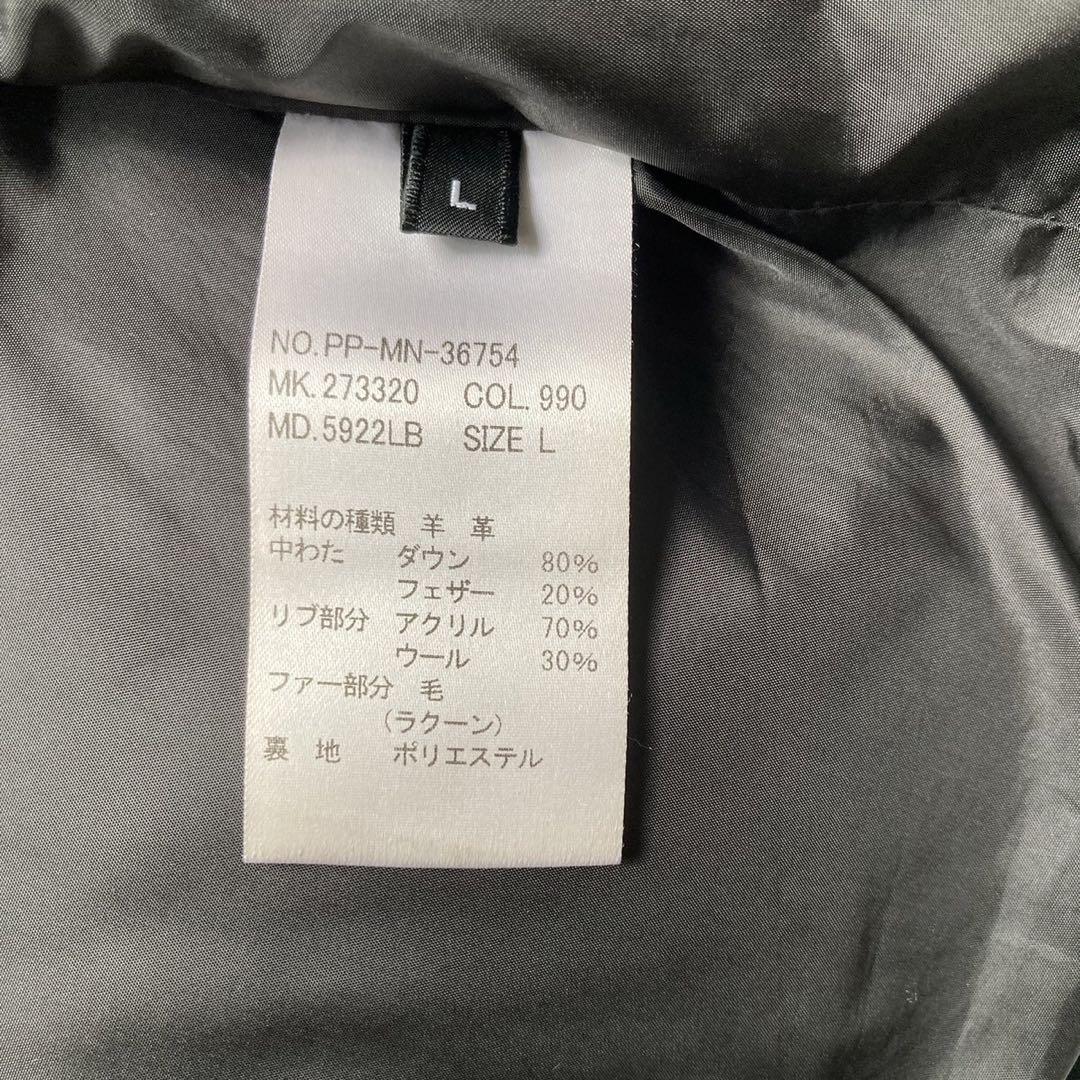 L
NO.PP-MN-36754
MK.273320 COL.990
MD.5922LB SIZE L
材料の種類 羊 革
中わた ダウン 80%
フェザー 20%
リブ部分 アクリル 70%
ウール 30%
ファー部分 毛
(ラクーン)
裏 地 ポリエステル